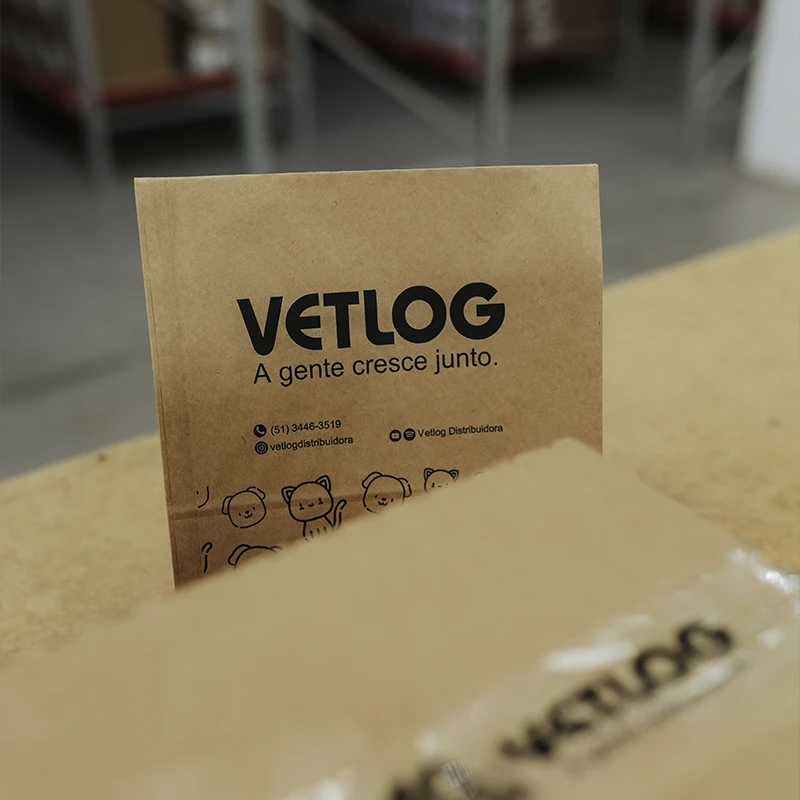 VETLOG
A gente cresce junto.
(51) 3446-3519
vetlogdistribuidora
Vetlog Distribuidora
VETLOG